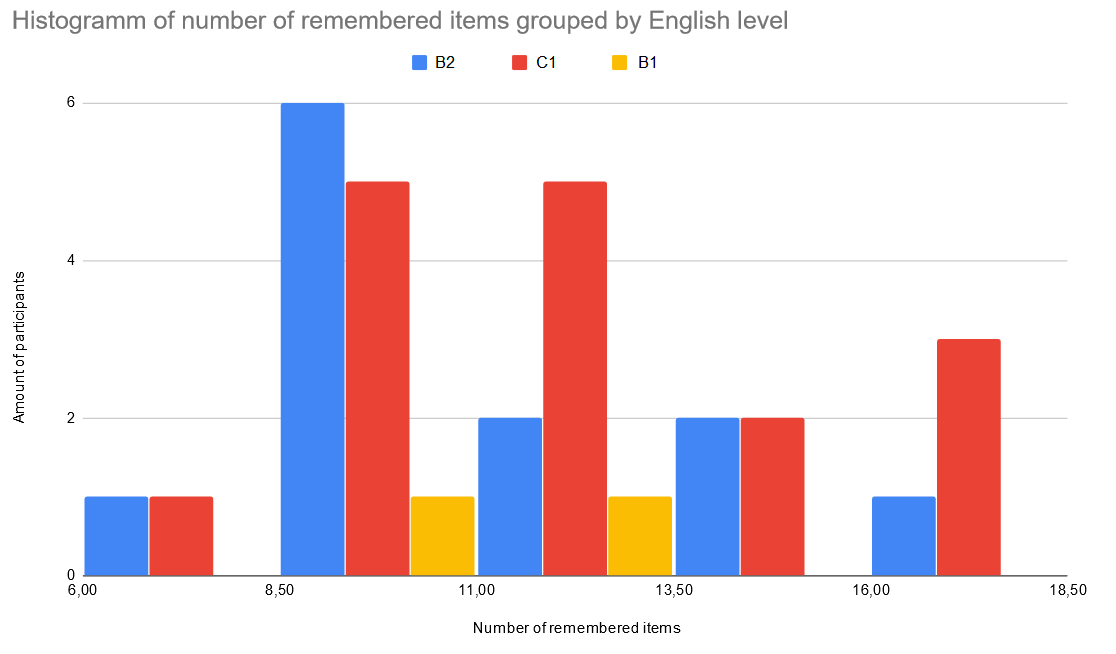 Histogramm of number of remembered items grouped by English level
B2 C1 B1
6
4
2
0
Amount of participants
6,00 8,50 11,00 13,50 16,00 18,50
Number of remembered items